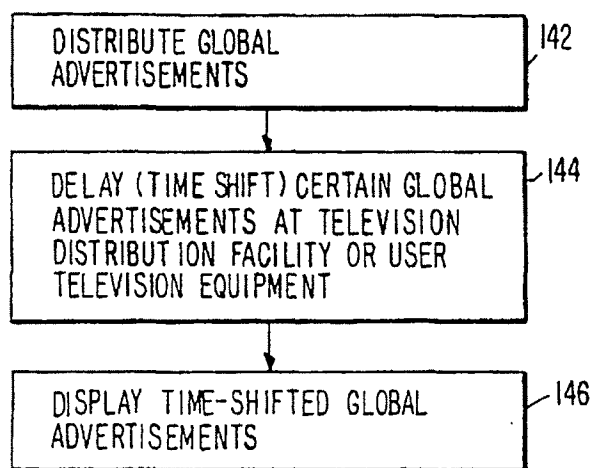 DISTRIBUTE GLOBAL
ADVERTISEMENTS
142
DELAY (TIME SHIFT) CERTAIN GLOBAL
ADVERTISEMENTS AT TELEVISION
DISTRIBUTION FACILITY OR USER
TELEVISION EQUIPMENT
144
DISPLAY TIME-SHIFTED GLOBAL
ADVERTISEMENTS
146